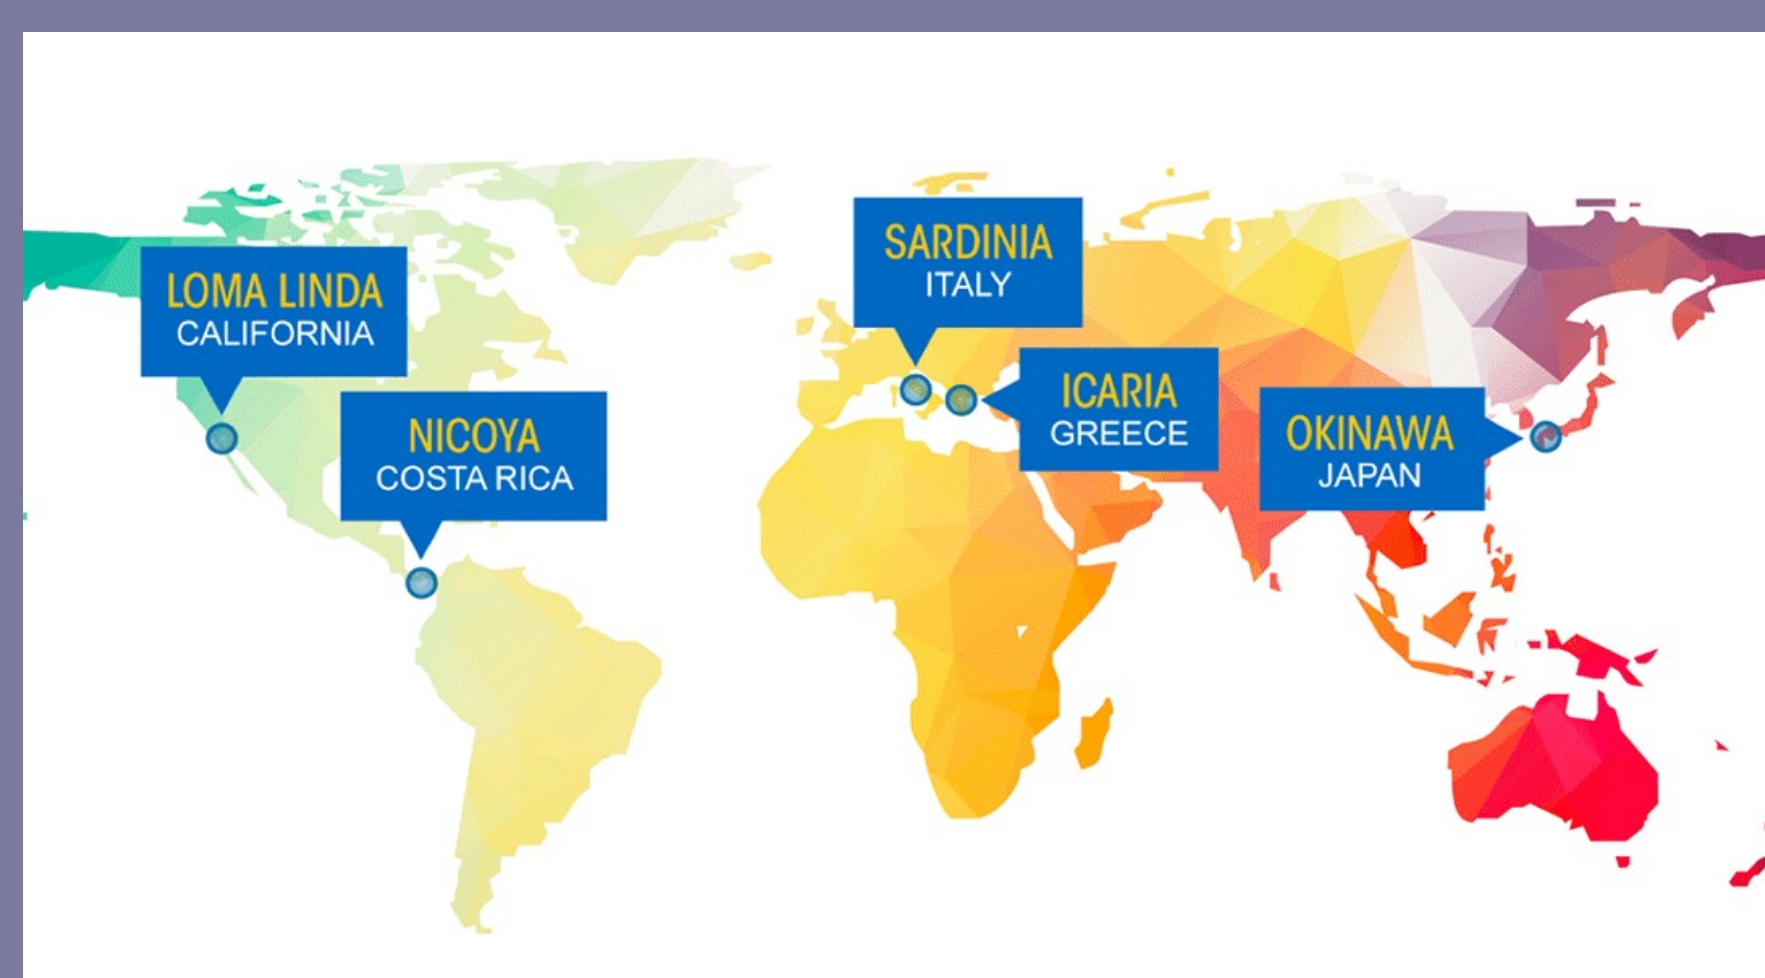 LOMA LINDA
CALIFORNIA
NICOYA
COSTA RICA
SARDINIA
ITALY
ICARIA
GREECE
OKINAWA
JAPAN